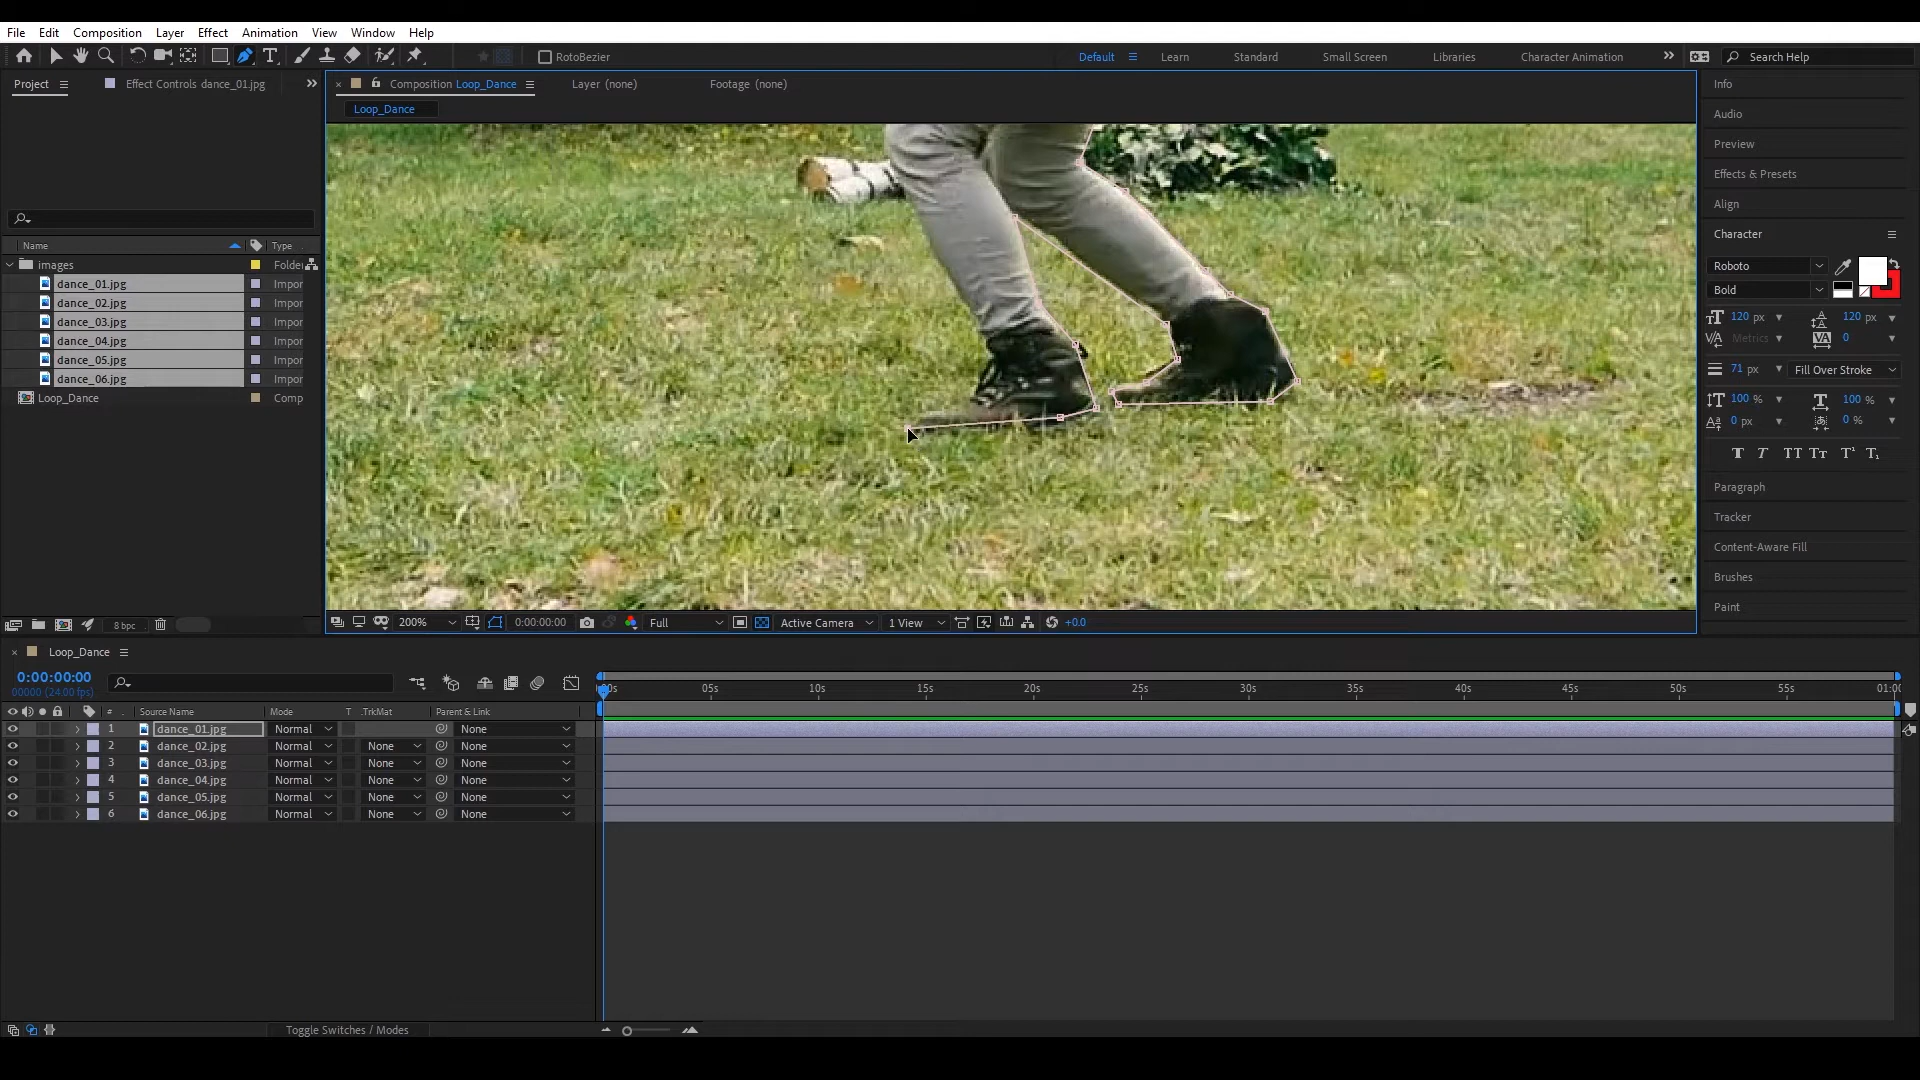 File Edit Composition Layer Effect Animation View Window Help
RotoBezier Default Learn Standard Small Screen Libraries Character Animation Search Help
Project Effect Controls dance_01.jpg Composition Loop_Dance Layer (none) Footage (none)
Loop_Dance
Name Type
images Folde
dance_01.jpg Impor
dance_02.jpg Impor
dance_03.jpg Impor
dance_04.jpg Impor
dance_05.jpg Impor
dance_06.jpg Impor
Loop_Dance Comp
8 bpc
200% 0:00:00:00 Full Active Camera 1 View +0.0
Info
Audio
Preview
Effects & Presets
Align
Character
Roboto
Bold
120 px 120 px
Metrics 0
71 px Fill Over Stroke
100 % 100 %
0 px 0 %
T T TT Tт T¹ T₁
Paragraph
Tracker
Content-Aware Fill
Brushes
Paint
Loop_Dance
0:00:00:00
00000 (24.00 fps)
00s 05s 10s 15s 20s 25s 30s 35s 40s 45s 50s 55s 01:00
# Source Name Mode T .TrkMat Parent & Link
1 dance_01.jpg Normal None
2 dance_02.jpg Normal None None
3 dance_03.jpg Normal None None
4 dance_04.jpg Normal None None
5 dance_05.jpg Normal None None
6 dance_06.jpg Normal None None
Toggle Switches / Modes